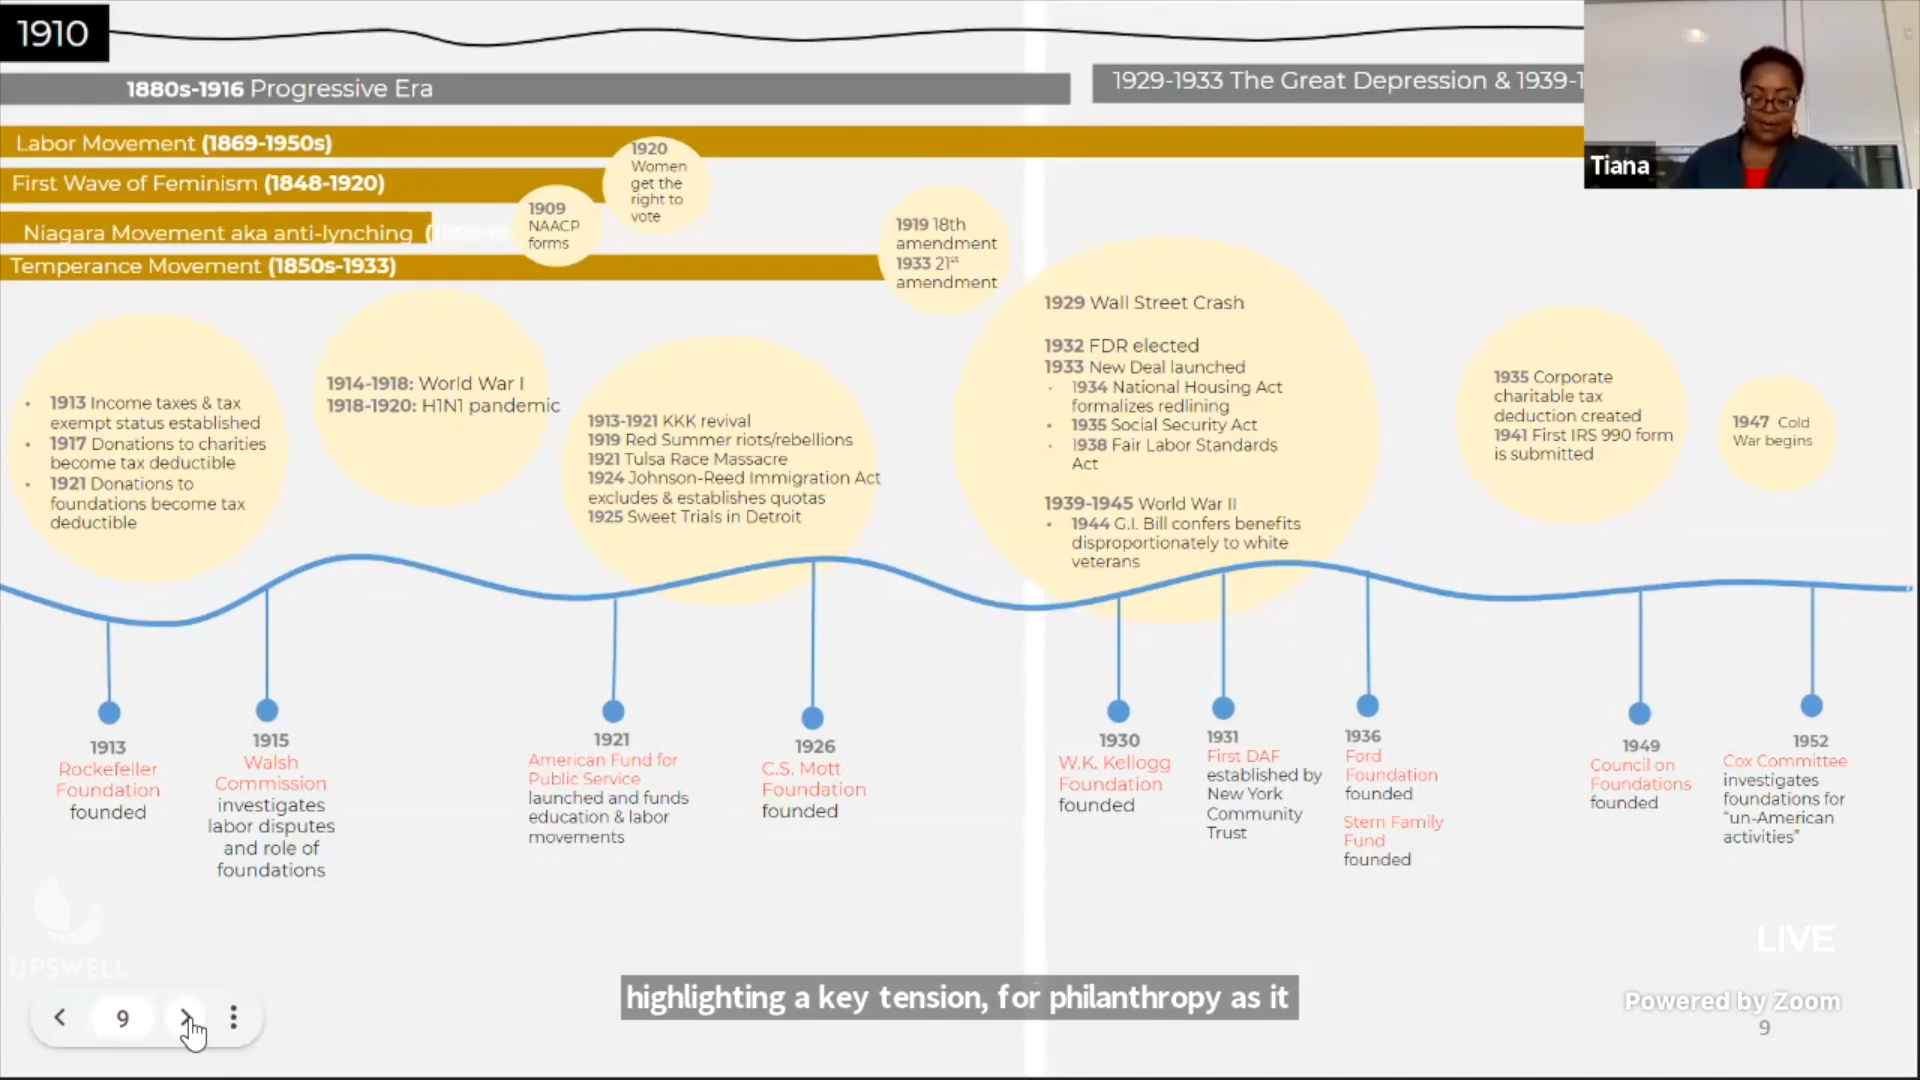 1910
1880s-1916 Progressive Era
1929-1933 The Great Depression & 1939-1
Tiana
Labor Movement (1869-1950s)
First Wave of Feminism (1848-1920)
Niagara Movement aka anti-lynching
Temperance Movement (1850s-1933)
1909
NAACP
forms
1920
Women
get the
right to
vote
1919 18th
amendment
1933 21st
amendment
• 1913 Income taxes & tax
exempt status established
• 1917 Donations to charities
become tax deductible
• 1921 Donations to
foundations become tax
deductible
1914-1918: World War I
1918-1920: H1N1 pandemic
1913-1921 KKK revival
1919 Red Summer riots/rebellions
1921 Tulsa Race Massacre
1924 Johnson-Reed Immigration Act
excludes & establishes quotas
1925 Sweet Trials in Detroit
1929 Wall Street Crash
1932 FDR elected
1933 New Deal launched
• 1934 National Housing Act
formalizes redlining
• 1935 Social Security Act
• 1938 Fair Labor Standards
Act
1939-1945 World War II
• 1944 G.I. Bill confers benefits
disproportionately to white
veterans
1935 Corporate
charitable tax
deduction created
1941 First IRS 990 form
is submitted
1947 Cold
War begins
1913
Rockefeller
Foundation
founded
1915
Walsh
Commission
investigates
labor disputes
and role of
foundations
1921
American Fund for
Public Service
launched and funds
education & labor
movements
1926
C.S. Mott
Foundation
founded
1930
W.K. Kellogg
Foundation
founded
1931
First DAF
established by
New York
Community
Trust
1936
Ford
Foundation
founded
Stern Family
Fund
founded
1949
Council on
Foundations
founded
1952
Cox Committee
investigates
foundations for
“un-American
activities”
UPSWELL
LIVE
highlighting a key tension, for philanthropy as it
Powered by Zoom
9
9